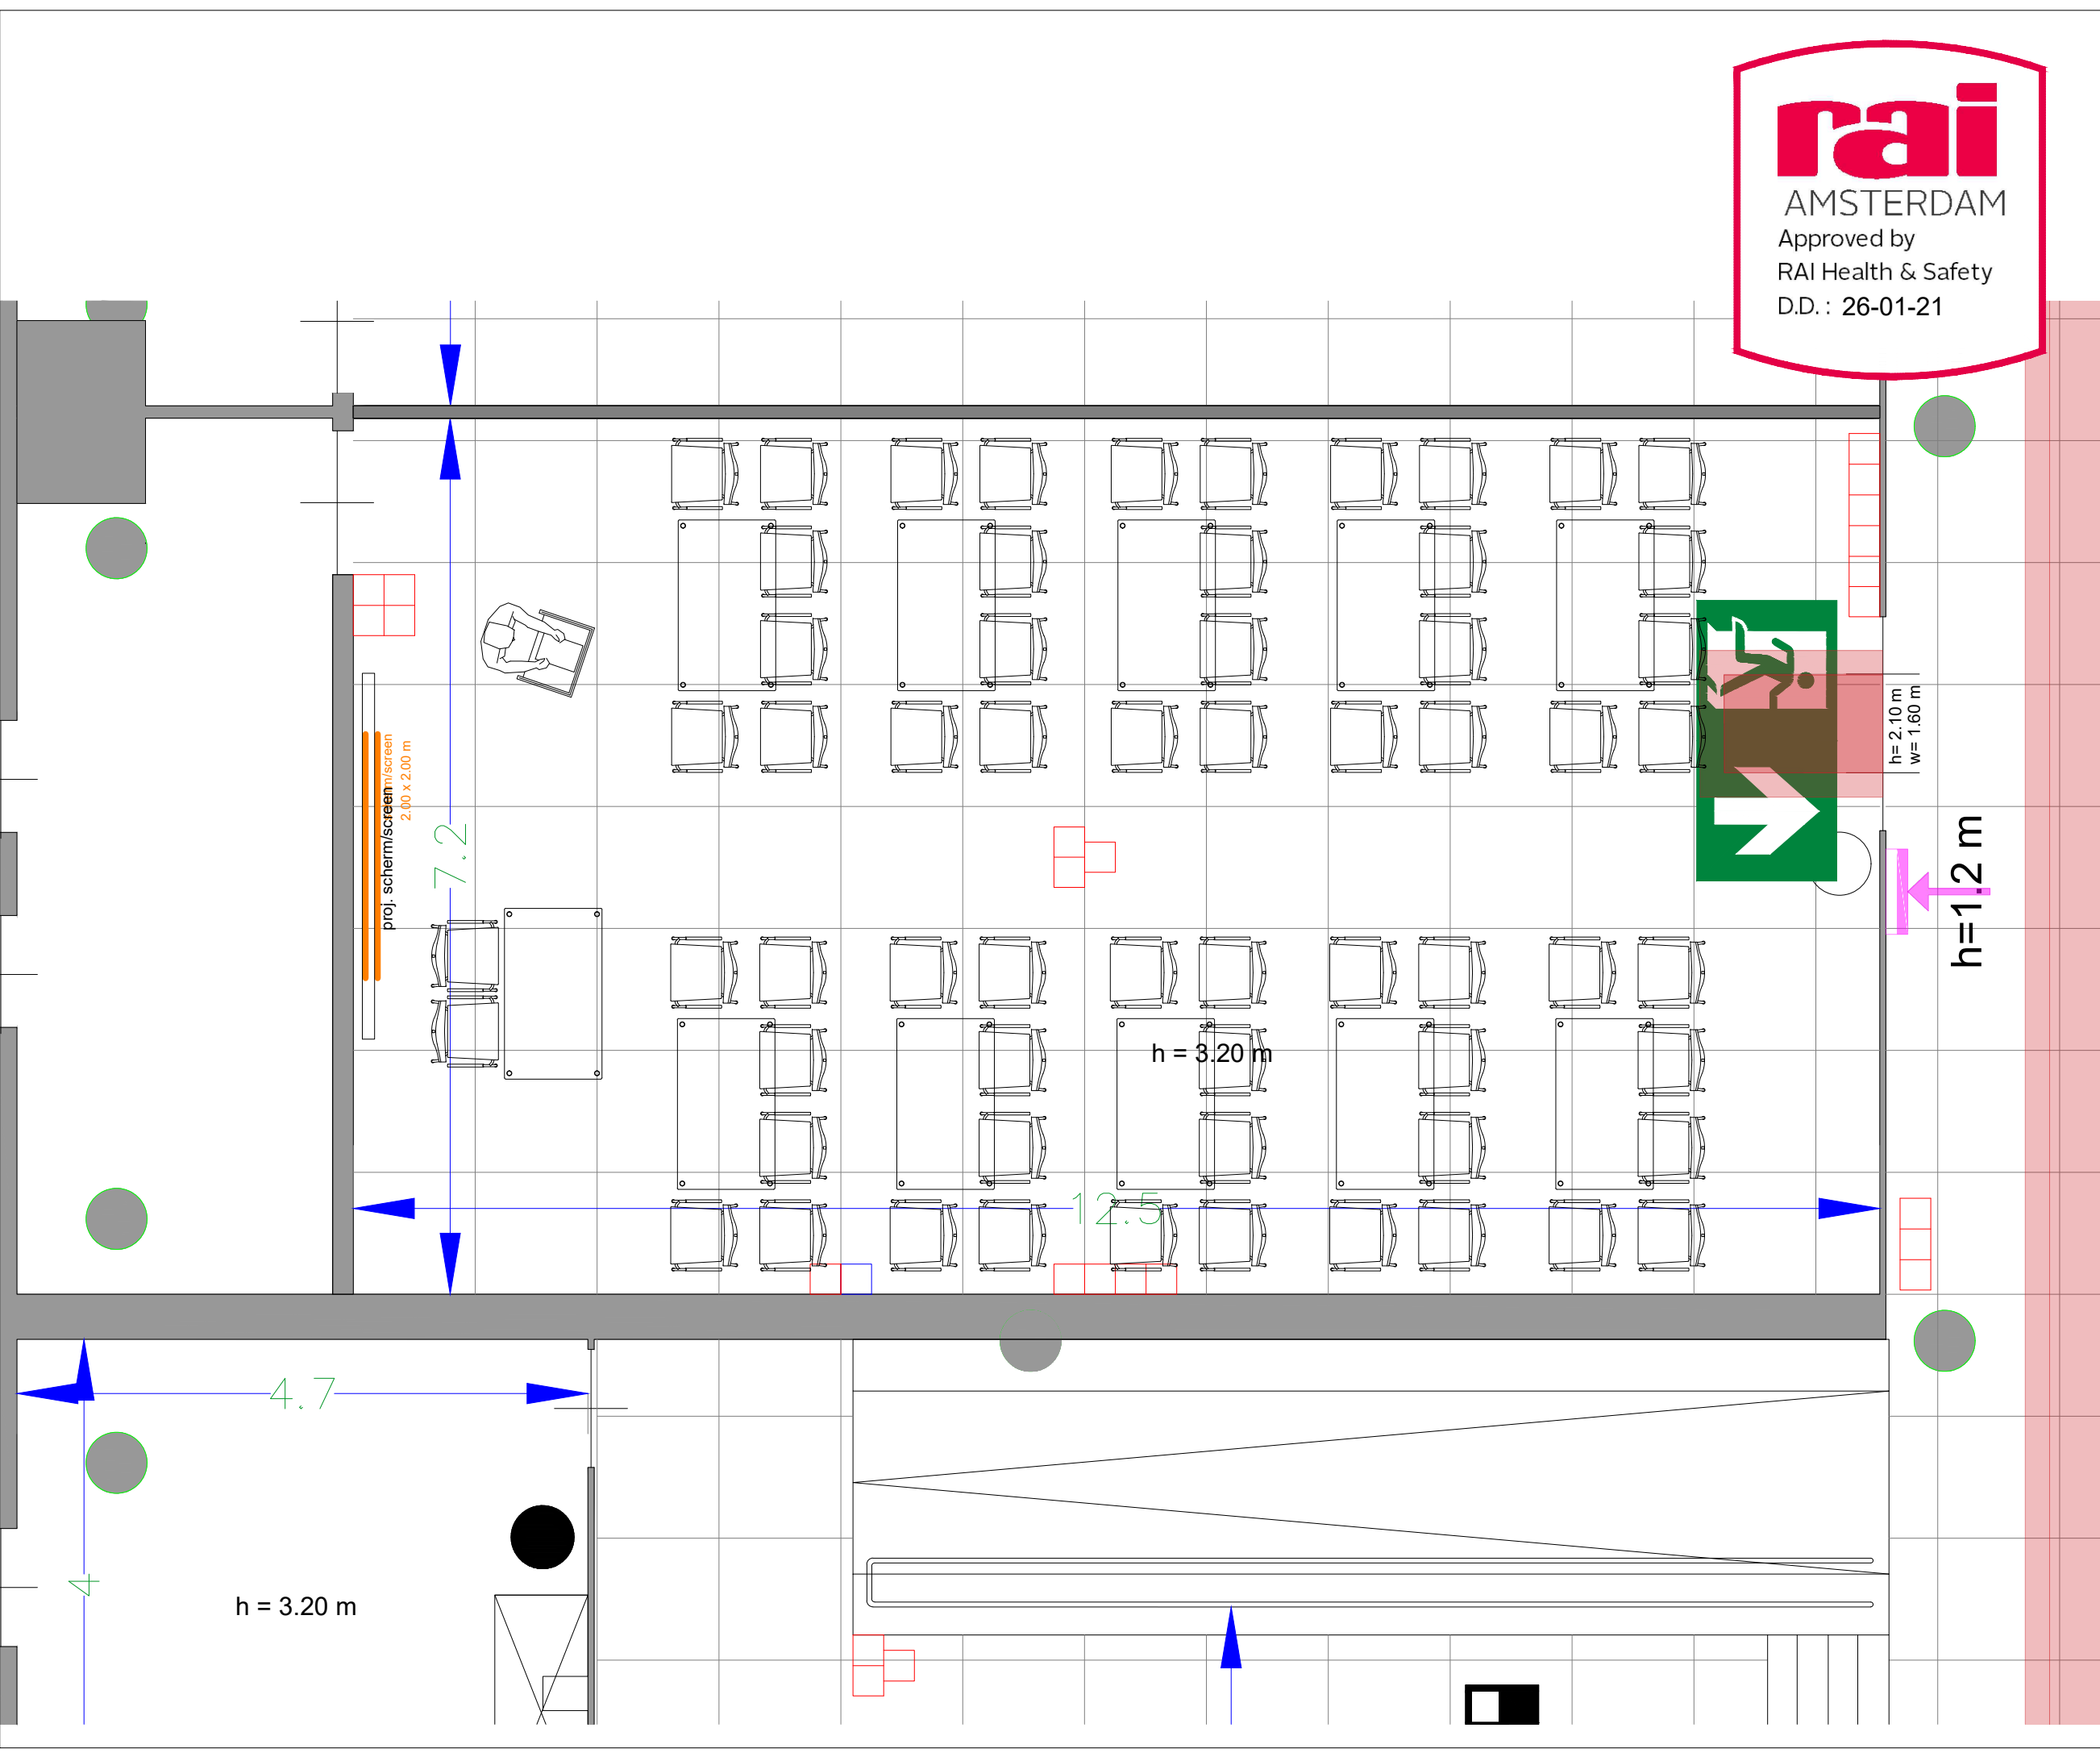 rai
AMSTERDAM
Approved by
RAI Health & Safety
D.D. : 26-01-21
h= 2.10 m
w= 1.60 m
proj. scherm/screen
m/screen
2.00 x 2.00 m
7.2
h=1.2 m
h = 3.20 m
12.5
4.7
4
h = 3.20 m